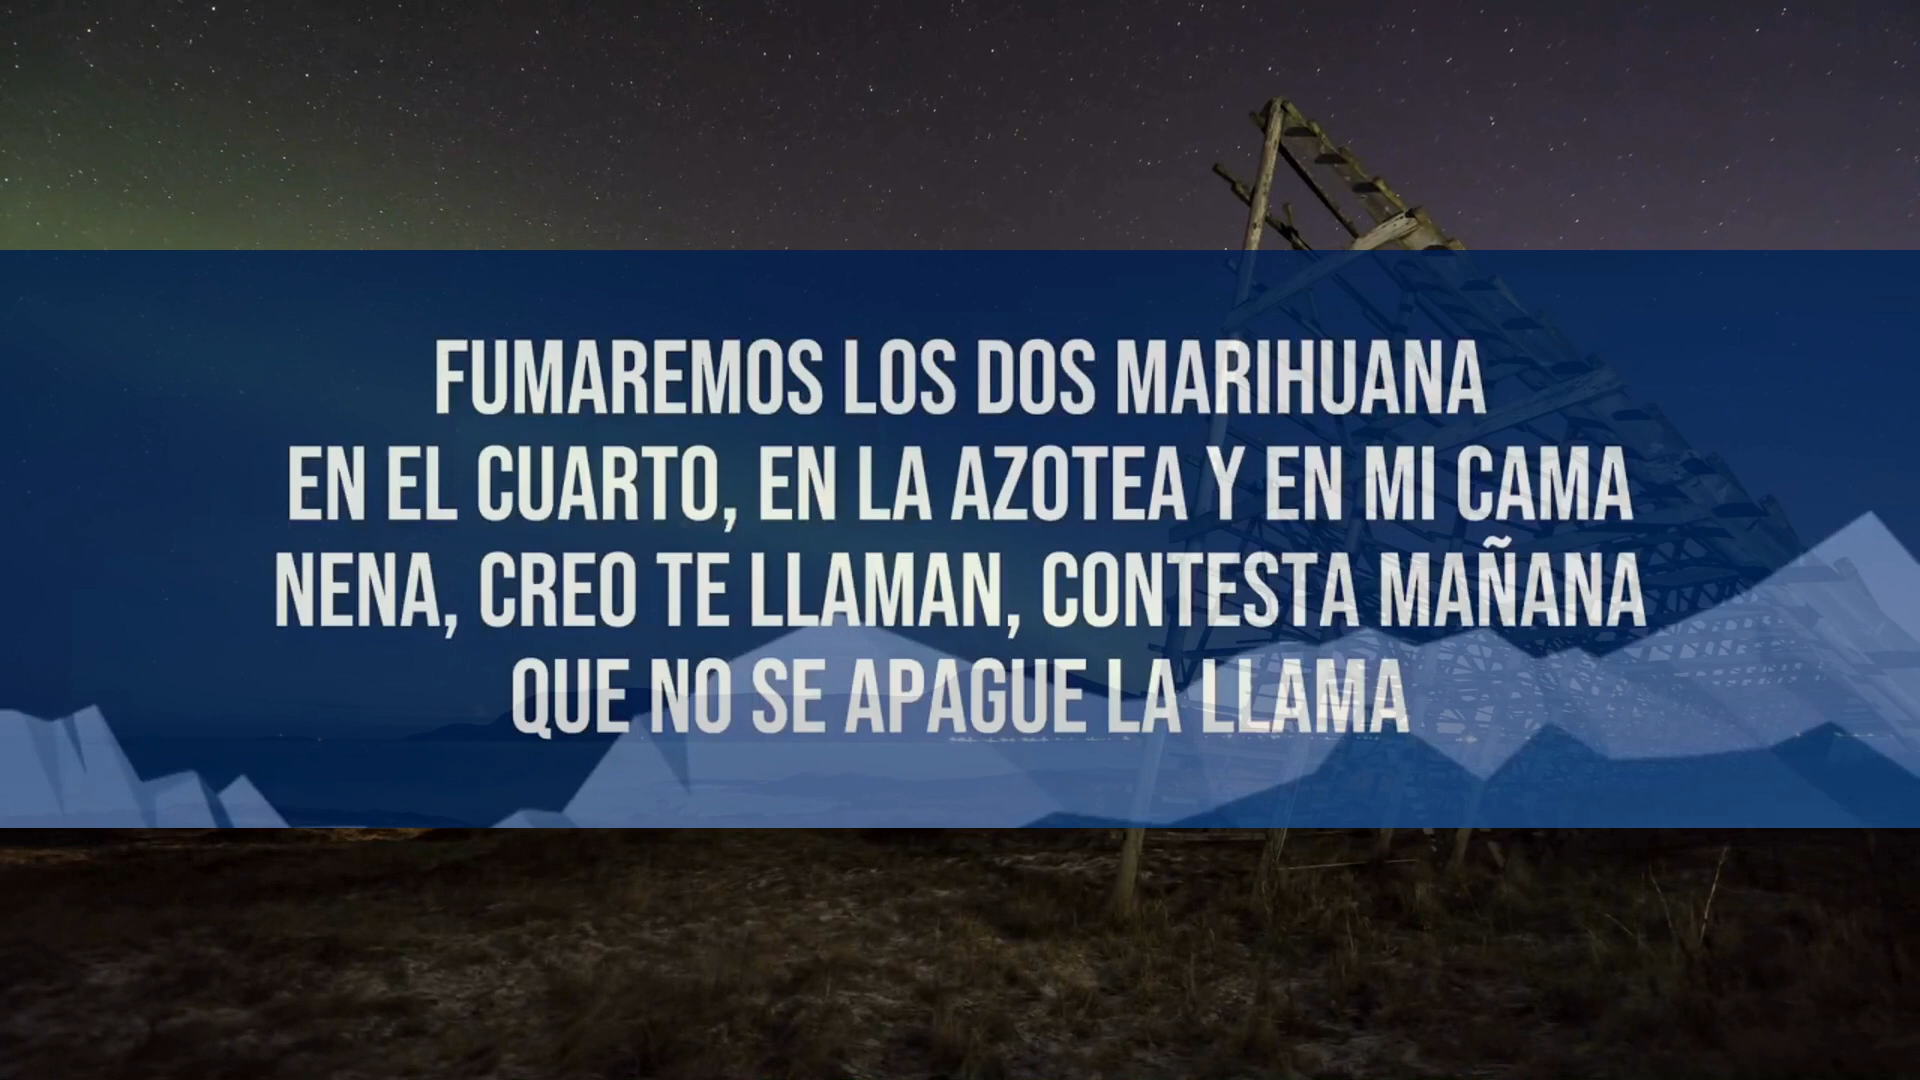 FUMAREMOS LOS DOS MARIHUANA
EN EL CUARTO, EN LA AZOTEA Y EN MI CAMA
NENA, CREO TE LLAMAN, CONTESTA MAÑANA
QUE NO SE APAGUE LA LLAMA